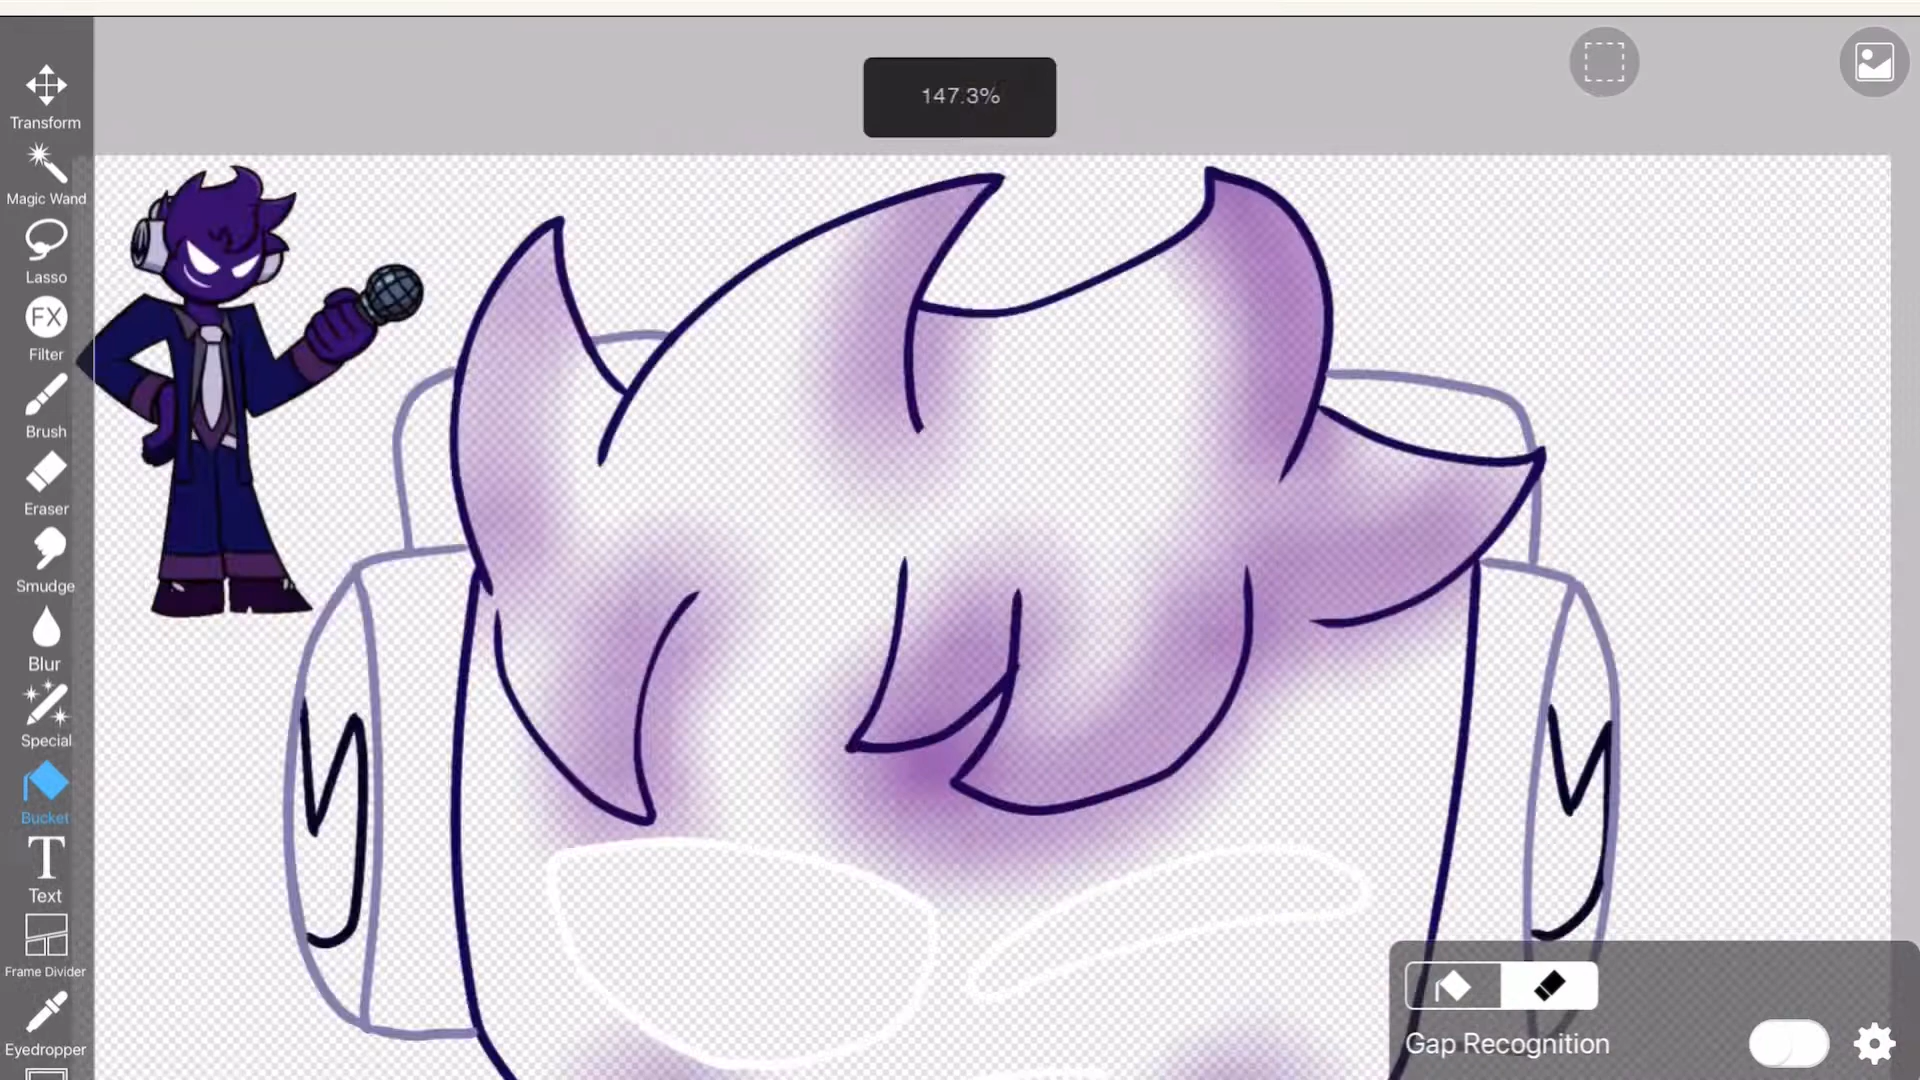 147.3%
Transform
Magic Wand
Lasso
FX
Filter
Brush
Eraser
Smudge
Blur
Special
Bucket
T
Text
Frame Divider
Eyedropper
Gap Recognition